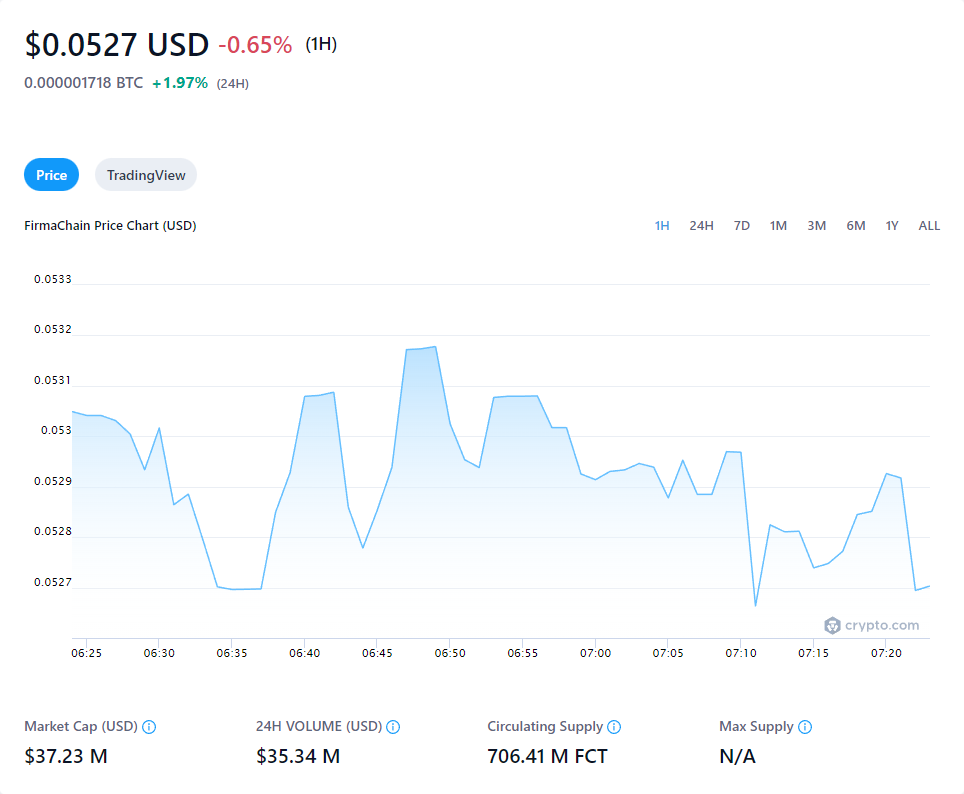 $0.0527 USD -0.65% (1H)
0.000001718 BTC +1.97% (24H)
Price TradingView
FirmaChain Price Chart (USD) 1H 24H 7D 1M 3M 6M 1Y ALL
0.0533
0.0532
0.0531
0.053
0.0529
0.0528
0.0527
crypto.com
06:25 06:30 06:35 06:40 06:45 06:50 06:55 07:00 07:05 07:10 07:15 07:20
Market Cap (USD) 24H VOLUME (USD) Circulating Supply Max Supply
$37.23 M $35.34 M 706.41 M FCT N/A